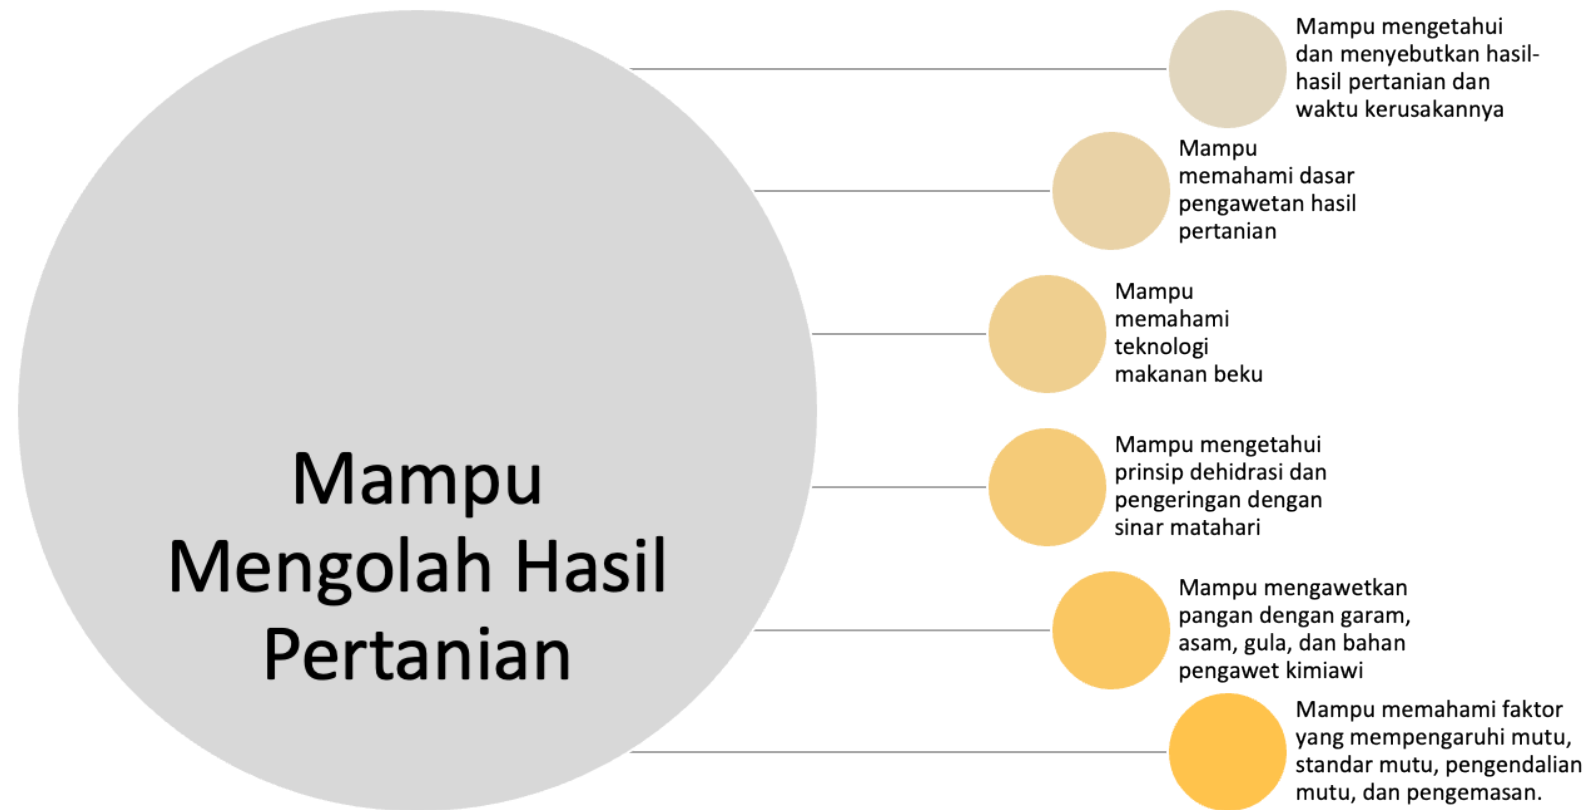 Mampu
Mengolah Hasil
Pertanian
Mampu mengetahui
dan menyebutkan hasil-
hasil pertanian dan
waktu kerusakannya
Mampu
memahami dasar
pengawetan hasil
pertanian
Mampu
memahami
teknologi
makanan beku
Mampu mengetahui
prinsip dehidrasi dan
pengeringan dengan
sinar matahari
Mampu mengawetkan
pangan dengan garam,
asam, gula, dan bahan
pengawet kimiawi
Mampu memahami faktor
yang mempengaruhi mutu,
standar mutu, pengendalian
mutu, dan pengemasan.